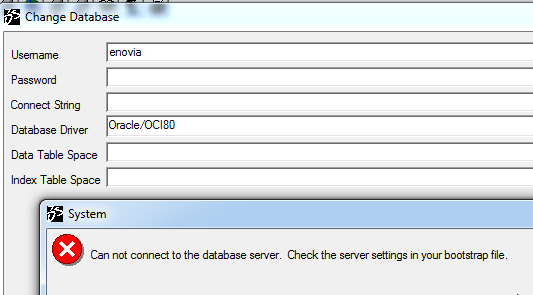 Change Database
Username enovia
Password
Connect String
Database Driver Oracle/OCI80
Data Table Space
Index Table Space
System
Can not connect to the database server. Check the server settings in your bootstrap file.